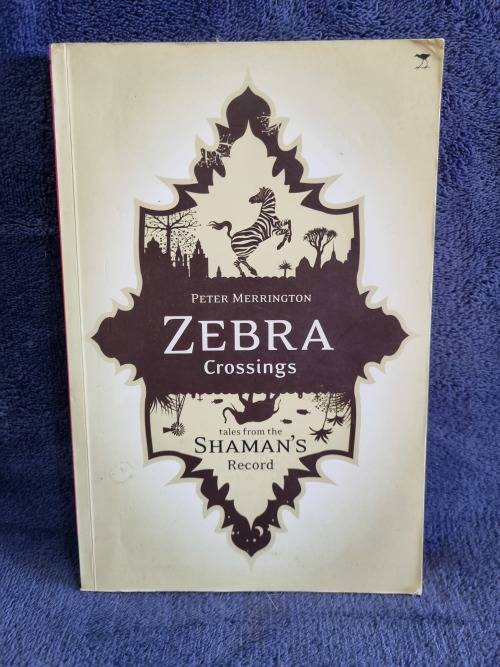 PETER MERRINGTON
ZEBRA
Crossings
tales from the
SHAMAN'S
Record